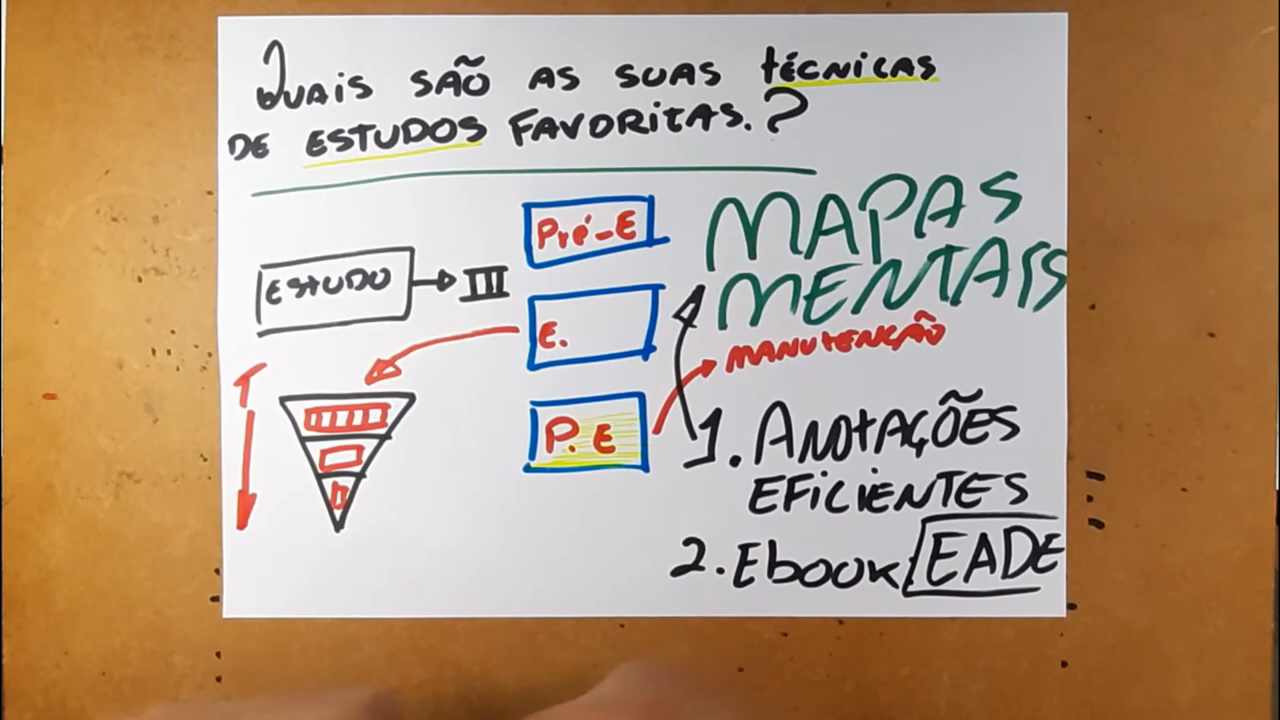 Quais são as suas técnicas
de estudos favoritas.?
Pré-E
MAPAS
MENTAIS
ESTUDO
III
E.
MANUTENÇÃO
P.E
1. ANOTAÇÕES
EFICIENTES
2. Ebook EADE